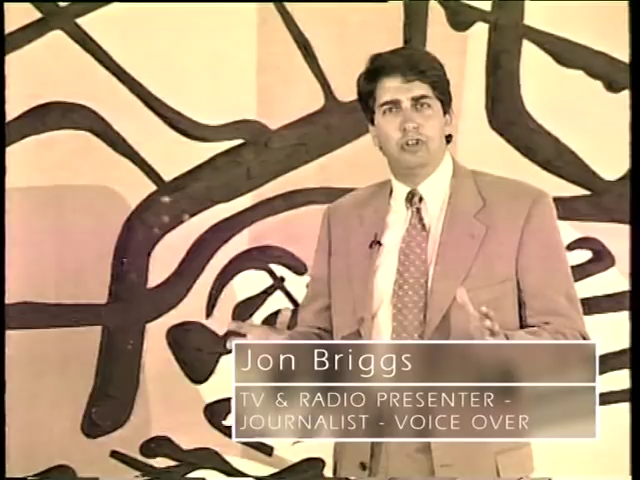 Jon Briggs
TV & RADIO PRESENTER -
JOURNALIST - VOICE OVER